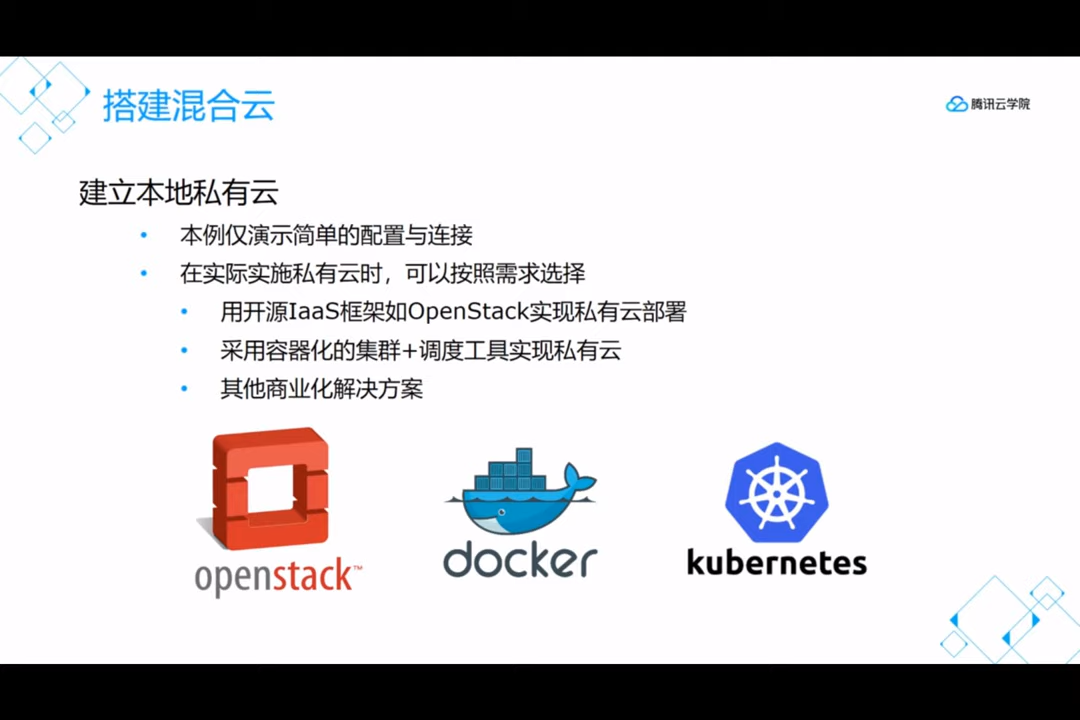 搭建混合云
腾讯云学院
建立本地私有云
• 本例仅演示简单的配置与连接
• 在实际实施私有云时，可以按照需求选择
• 用开源IaaS框架如OpenStack实现私有云部署
• 采用容器化的集群+调度工具实现私有云
• 其他商业化解决方案
openstack™
docker
kubernetes